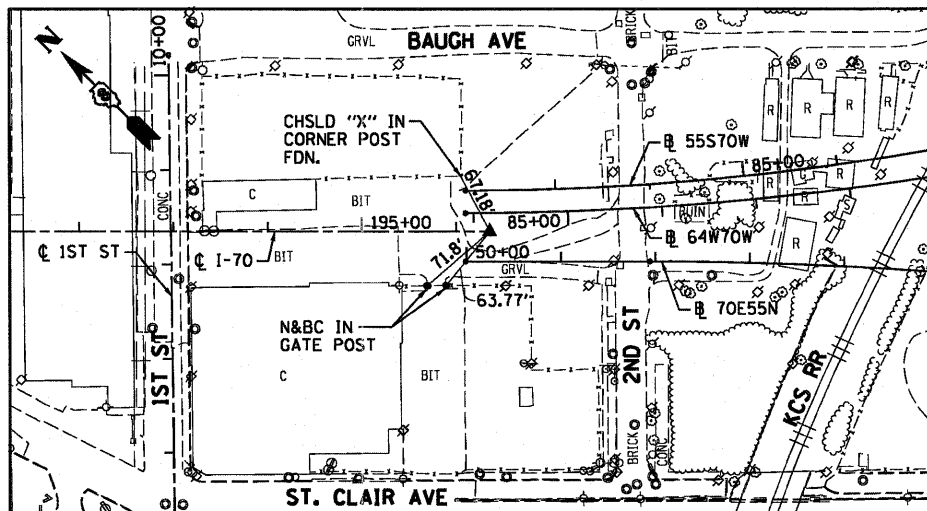 BAUGH AVE
GRVL
BRICK
BIT
N
10+00
CHSLD "X" IN
CORNER POST
FDN.
67.18'
℄ 55S70W
85+00
R
R
R
R
C
CONC
BIT
195+00
85+00
RUIN
R
R
S
R
℄ 64W70W
℄ 1ST ST
℄ I-70
BIT
71.8'
50+00
GRVL
63.77'
℄ 70E55N
N&BC IN
GATE POST
1ST ST
C
BIT
2ND ST
KCS RR
BRICK
CONC
ST. CLAIR AVE